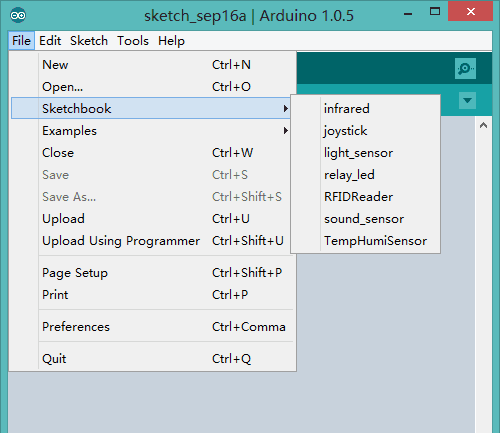 sketch_sep16a | Arduino 1.0.5
File Edit Sketch Tools Help
New Ctrl+N
Open... Ctrl+O
Sketchbook
Examples
Close Ctrl+W
Save Ctrl+S
Save As... Ctrl+Shift+S
Upload Ctrl+U
Upload Using Programmer Ctrl+Shift+U
Page Setup Ctrl+Shift+P
Print Ctrl+P
Preferences Ctrl+Comma
Quit Ctrl+Q
infrared
joystick
light_sensor
relay_led
RFIDReader
sound_sensor
TempHumiSensor